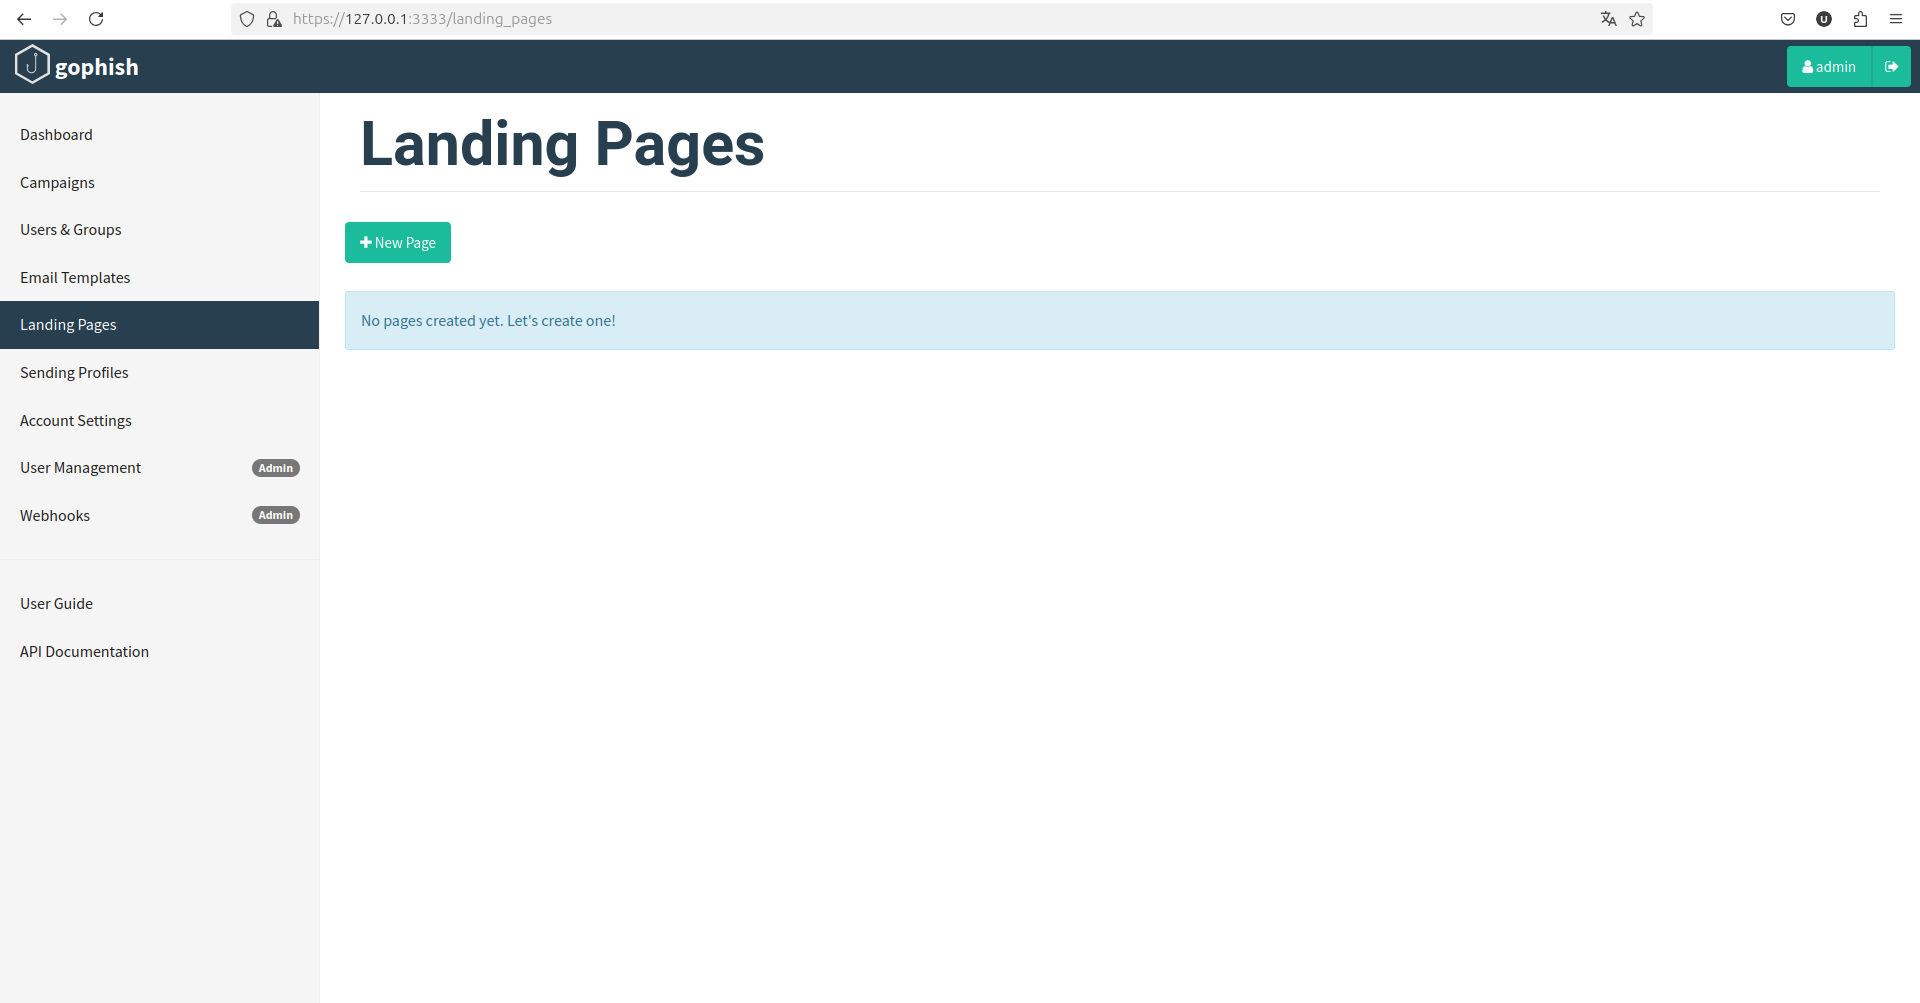 https://127.0.0.1:3333/landing_pages
gophish
admin
Dashboard
Campaigns
Users & Groups
Email Templates
Landing Pages
Sending Profiles
Account Settings
User Management Admin
Webhooks Admin
User Guide
API Documentation
Landing Pages
New Page
No pages created yet. Let's create one!